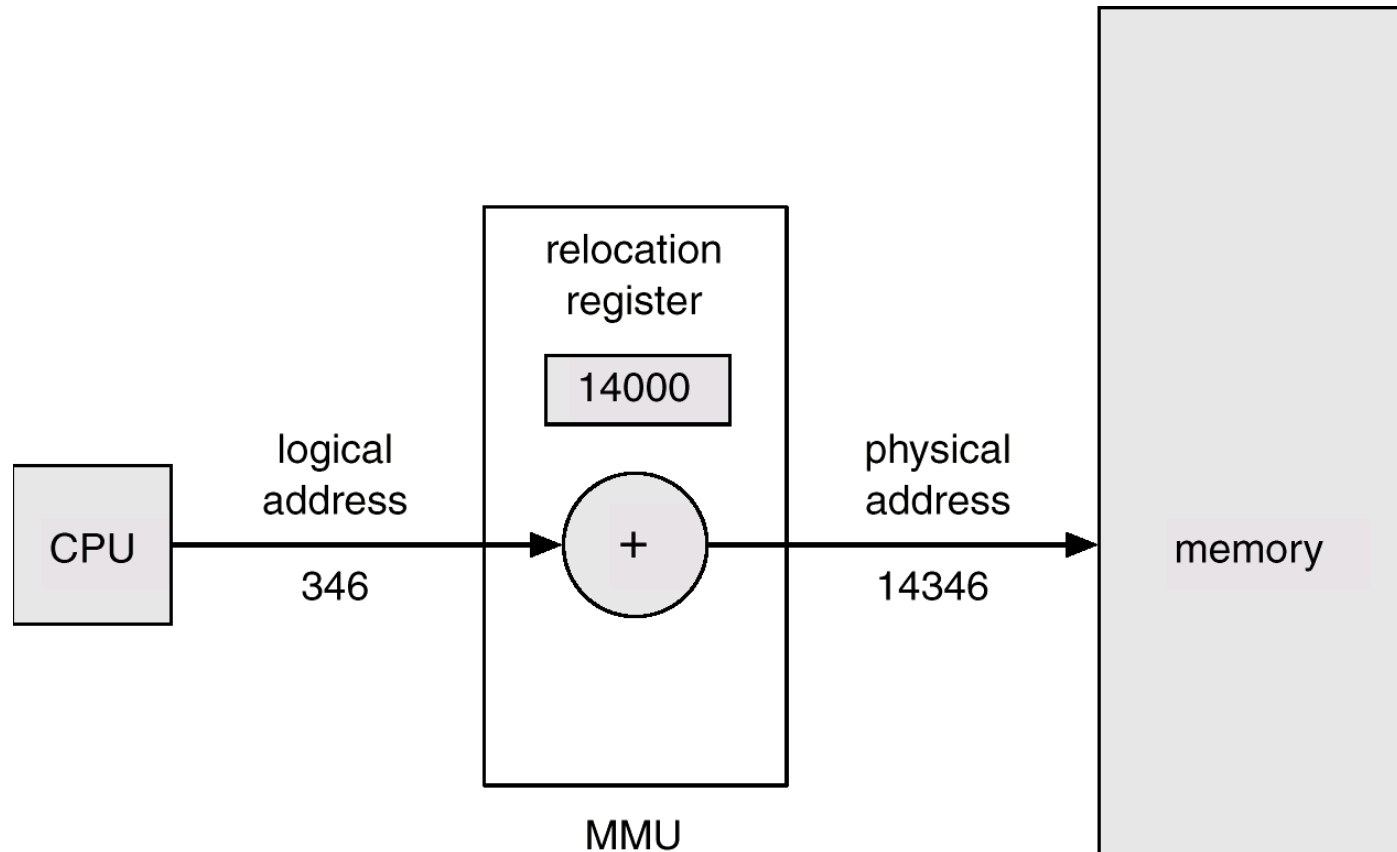 relocation
register
14000
logical
address
physical
address
CPU
+
memory
346
14346
MMU